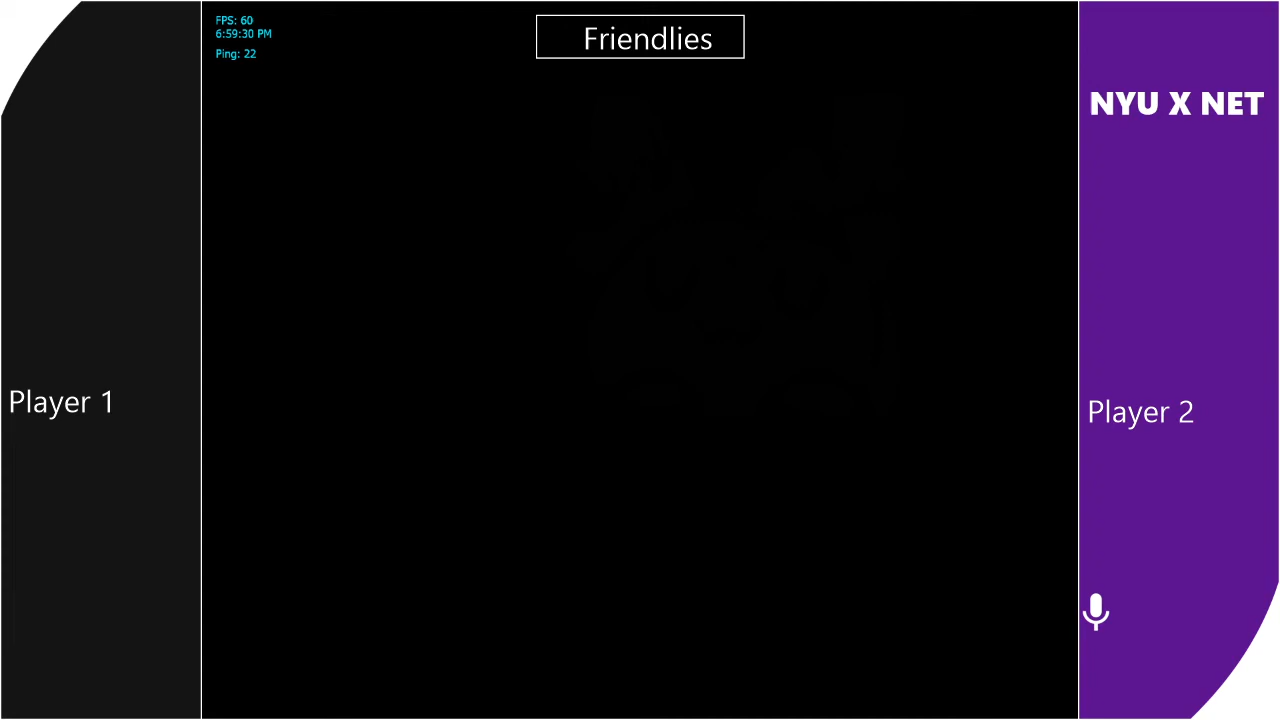 FPS: 60
6:59:30 PM
Ping: 22
Friendlies
NYU X NET
Player 1
Player 2